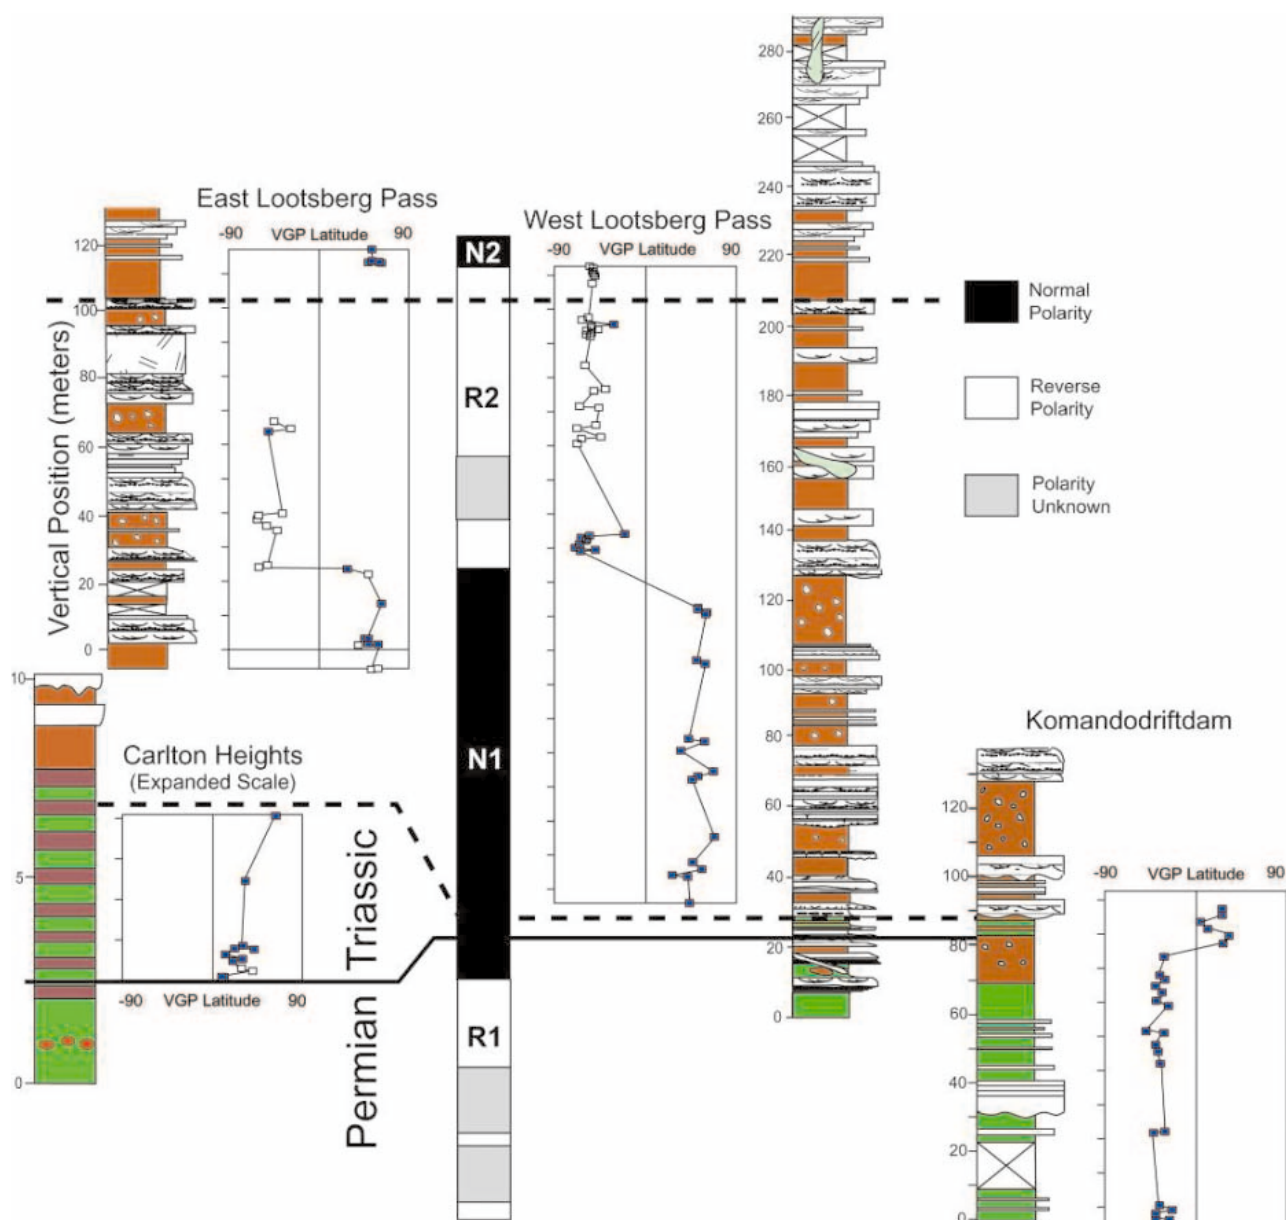 280
260
240
220
200
180
160
140
120
100
80
60
40
20
0
East Lootsberg Pass
-90 VGP Latitude 90
120
100
80
60
40
20
0
Vertical Position (meters)
West Lootsberg Pass
-90 VGP Latitude 90
N2
R2
N1
R1
Normal
Polarity
Reverse
Polarity
Polarity
Unknown
10
5
0
Carlton Heights
(Expanded Scale)
-90 VGP Latitude 90
Permian Triassic
Komandodriftdam
-90 VGP Latitude 90
120
100
80
60
40
20
0